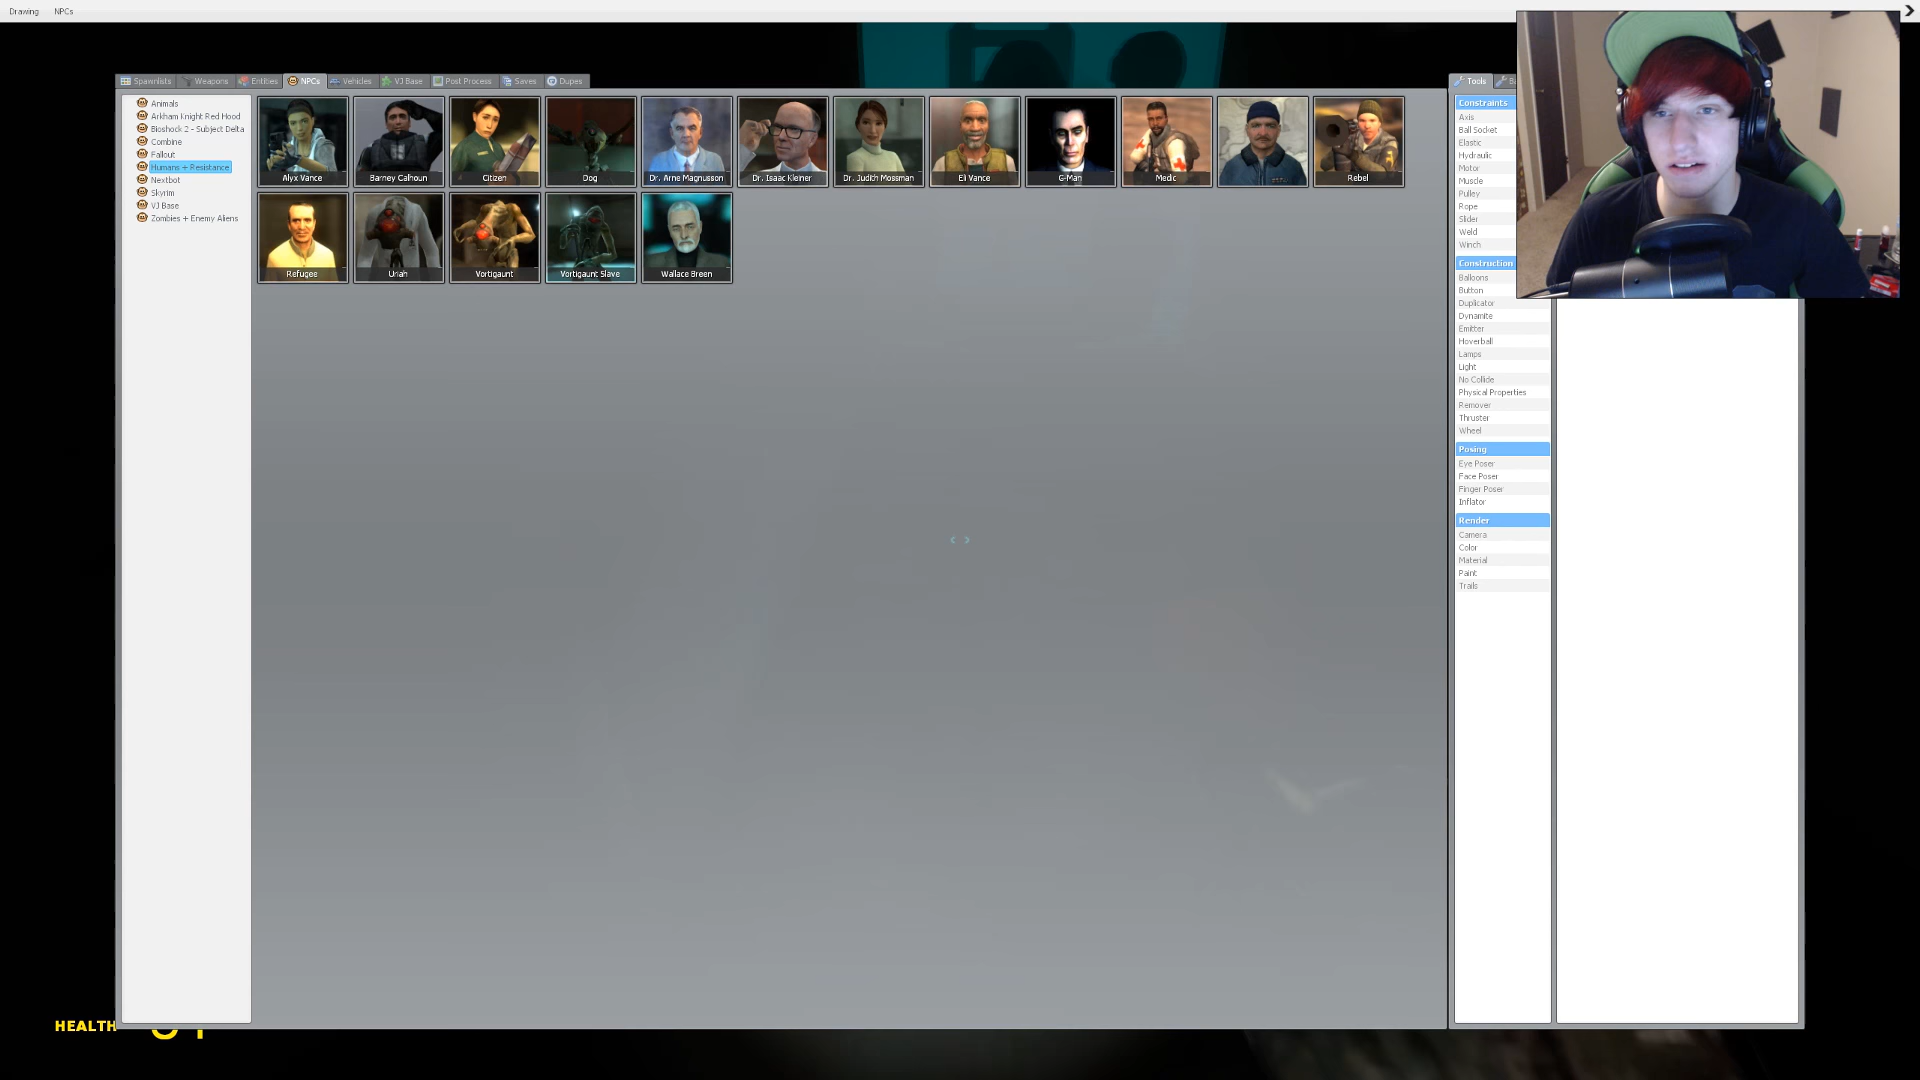 Drawing NPCs
Spawnlists Weapons Entities NPCs Vehicles VJ Base Post Process Saves Dupes
Animals
Arkham Knight Red Hood
Bioshock 2 - Subject Delta
Combine
Fallout
Humans + Resistance
Nextbot
Skyrim
VJ Base
Zombies + Enemy Aliens
Alyx Vance Barney Calhoun Citizen Dog Dr. Arne Magnusson Dr. Isaac Kleiner Dr. Judith Mossman Eli Vance G-Man Medic Rebel
Refugee Uriah Vortigaunt Vortigaunt Slave Wallace Breen
Tools
Constraints
Axis
Ball Socket
Elastic
Hydraulic
Motor
Muscle
Pulley
Rope
Slider
Weld
Winch
Construction
Balloons
Button
Duplicator
Dynamite
Emitter
Hoverball
Lamps
Light
No Collide
Physical Properties
Remover
Thruster
Wheel
Posing
Eye Poser
Face Poser
Finger Poser
Inflator
Render
Camera
Color
Material
Paint
Trails
HEALTH